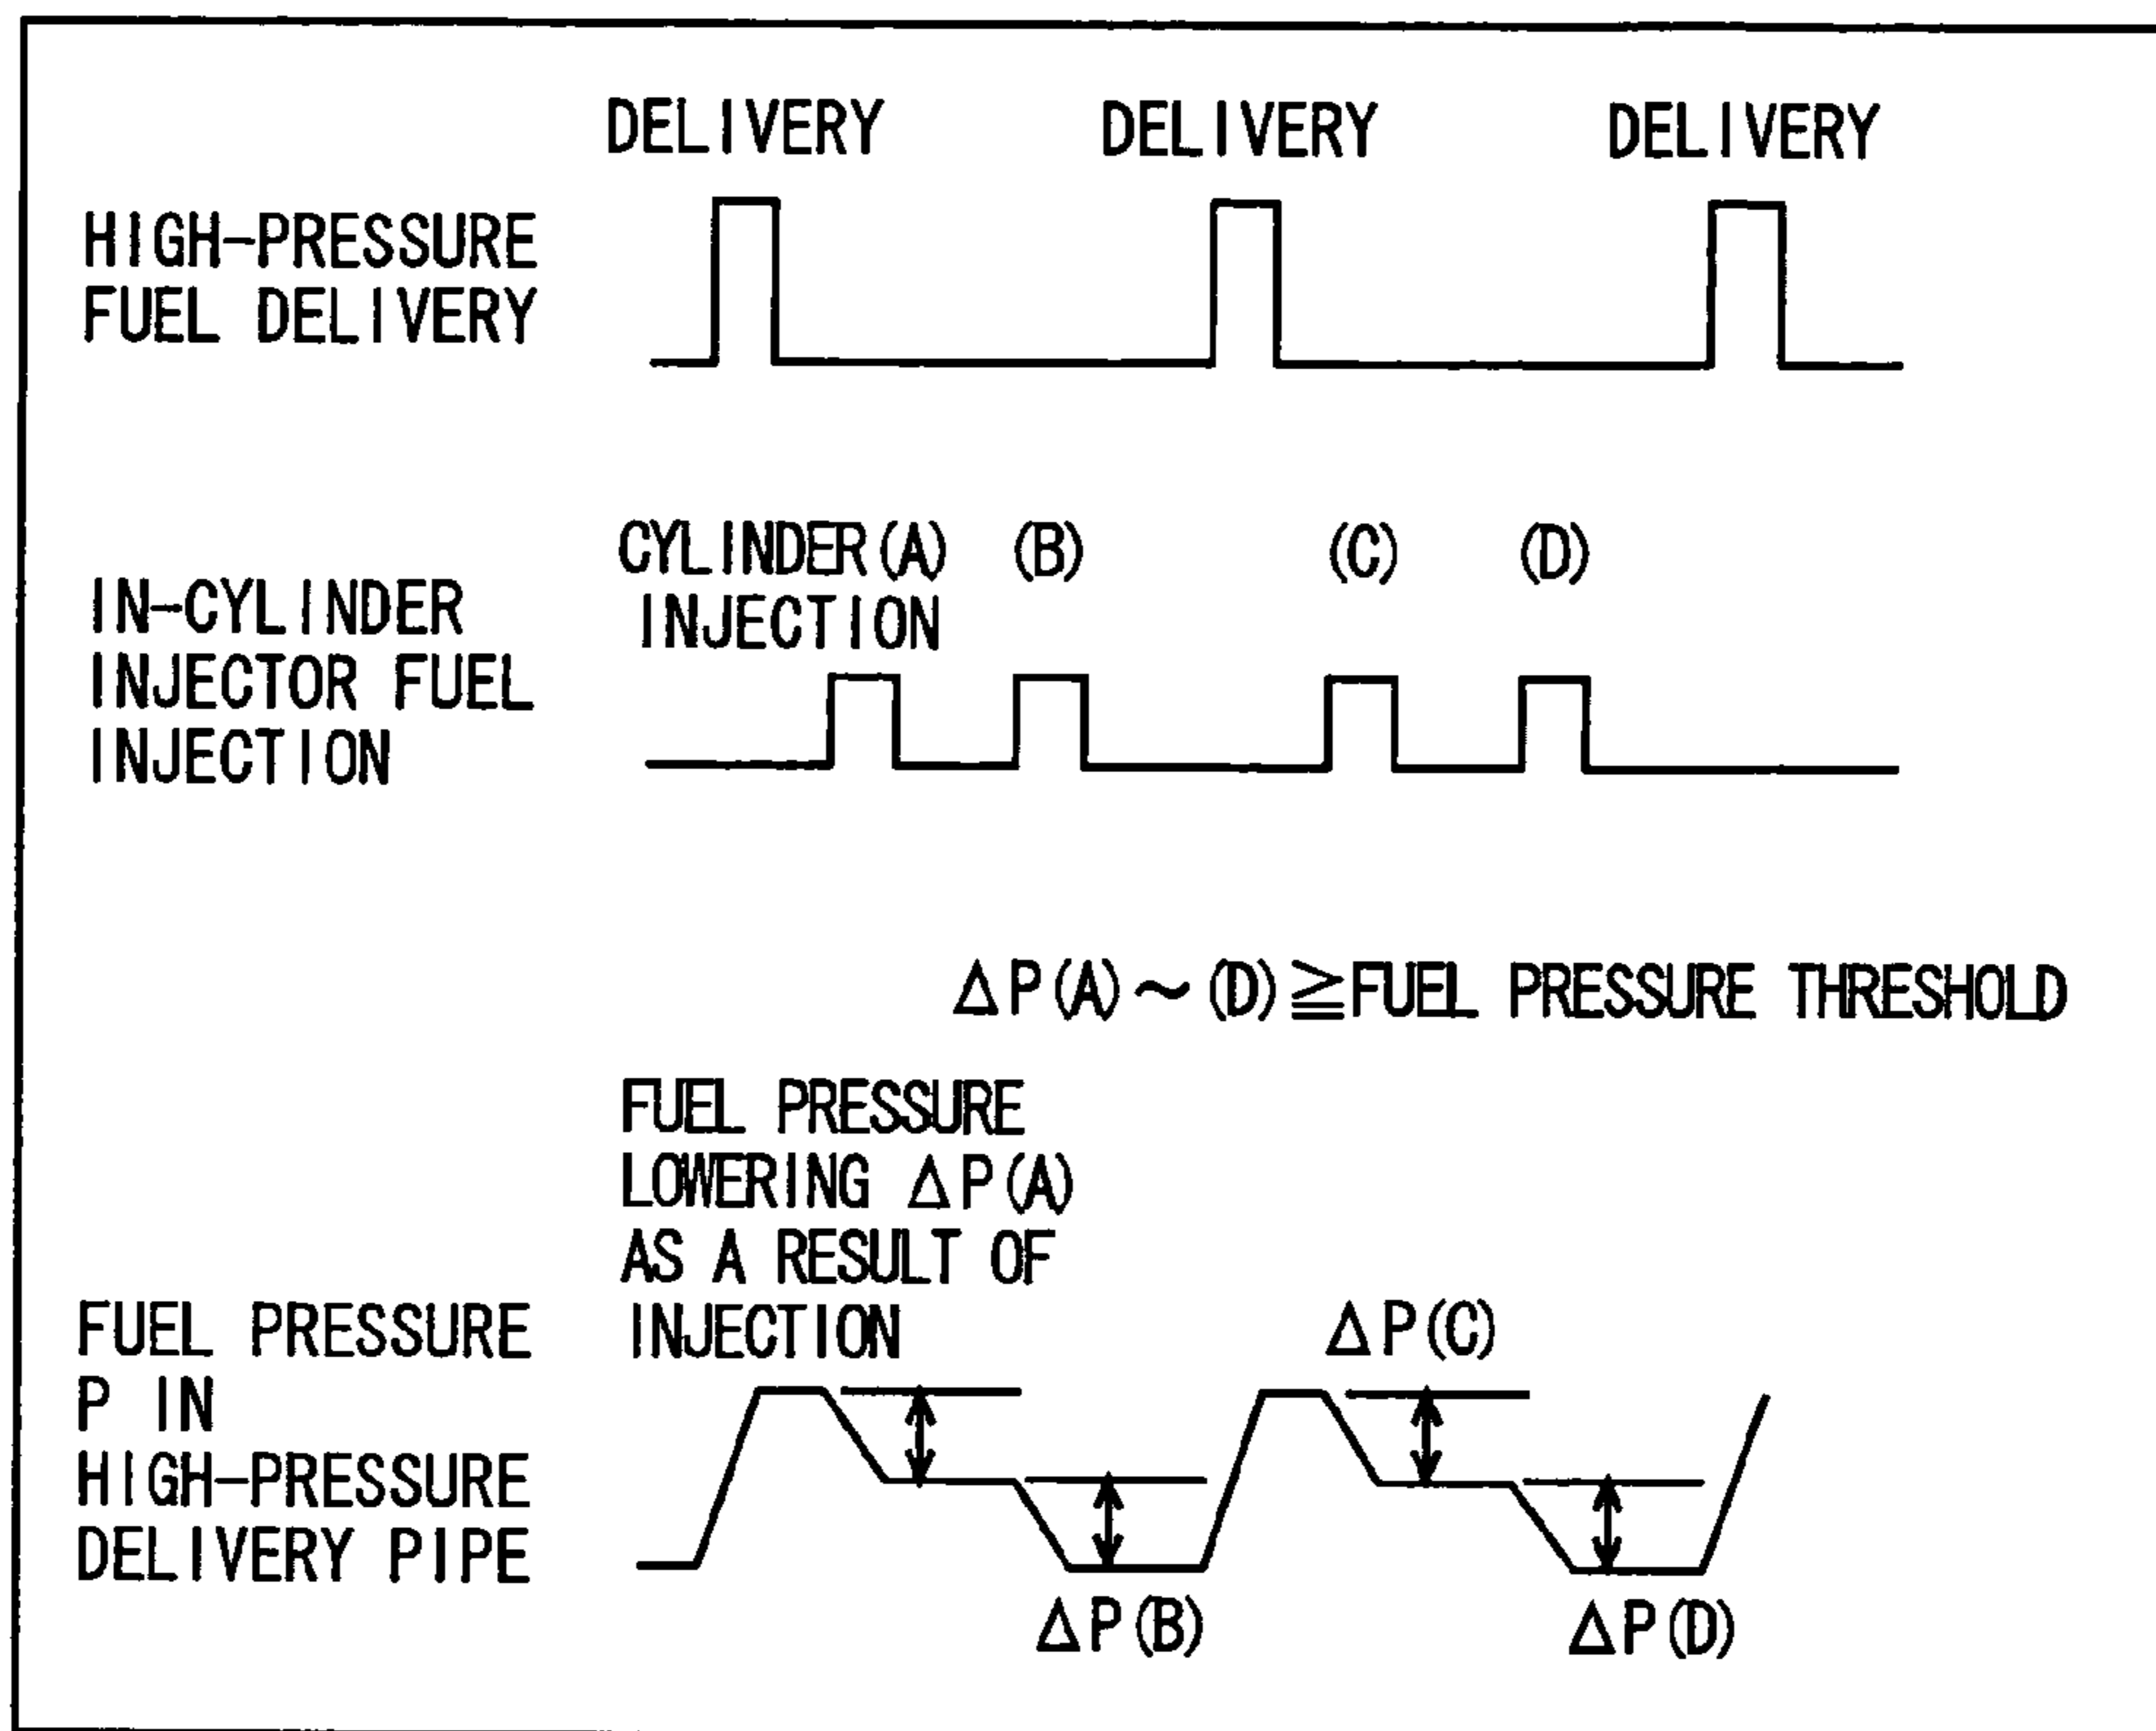 DELIVERY DELIVERY DELIVERY
HIGH-PRESSURE
FUEL DELIVERY
CYLINDER(A) (B) (C) (D)
INJECTION
IN-CYLINDER
INJECTOR FUEL
INJECTION
ΔP(A)~(D)≧FUEL PRESSURE THRESHOLD
FUEL PRESSURE
LOWERING ΔP(A)
AS A RESULT OF
INJECTION
ΔP(C)
FUEL PRESSURE
P IN
HIGH-PRESSURE
DELIVERY PIPE
ΔP(B) ΔP(D)